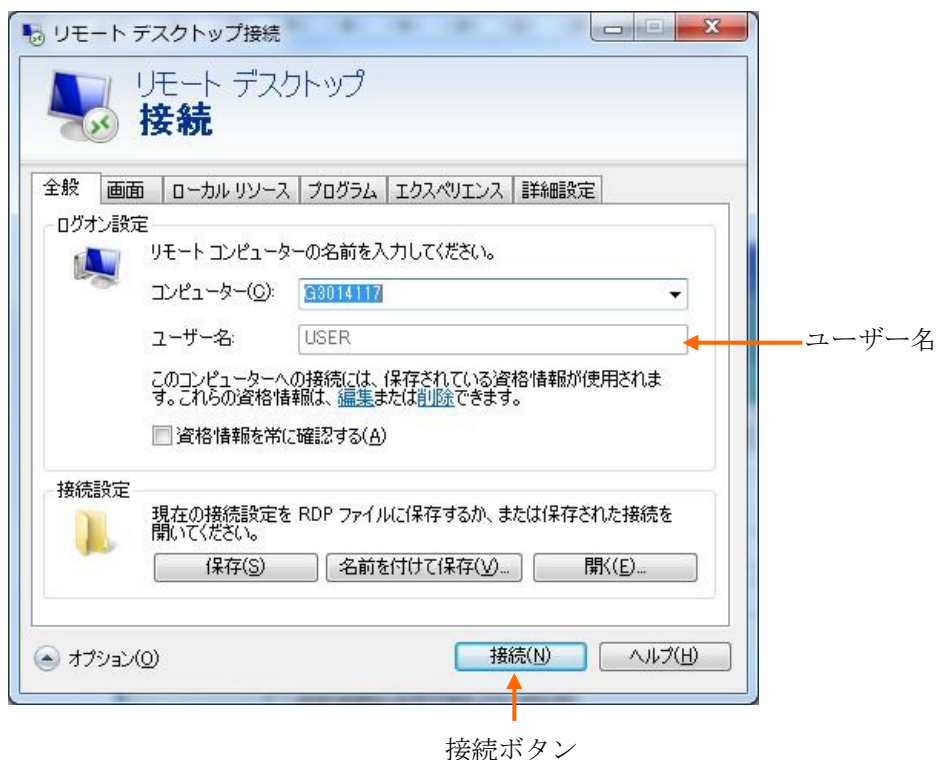 リモート デスクトップ接続
リモート デスクトップ
接続
全般 画面 ローカル リソース プログラム エクスペリエンス 詳細設定
ログオン設定
リモート コンピューターの名前を入力してください。
コンピューター(C): G3014117
ユーザー名: USER
ユーザー名
このコンピューターへの接続には、保存されている資格情報が使用されま
す。これらの資格情報は、編集または削除できます。
資格情報を常に確認する(A)
接続設定
現在の接続設定を RDP ファイルに保存するか、または保存された接続を
開いてください。
保存(S) 名前を付けて保存(V)... 開く(E)...
オプション(O) 接続(N) ヘルプ(H)
接続ボタン